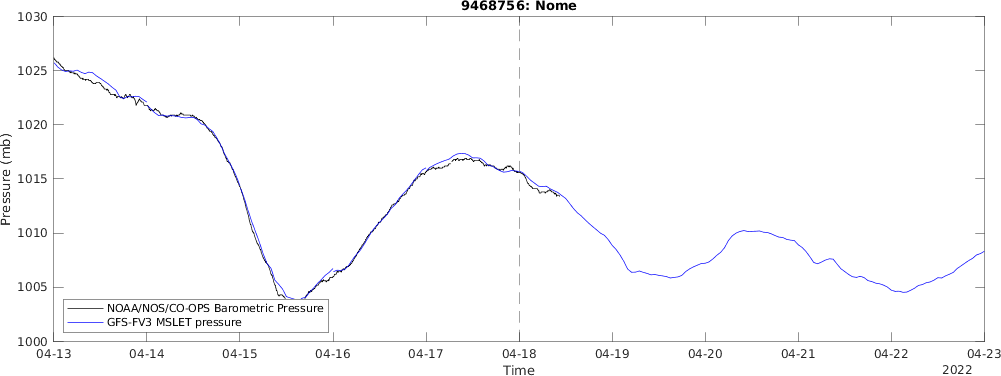 9468756: Nome
1030
1025
1020
1015
1010
1005
1000
Pressure (mb)
NOAA/NOS/CO-OPS Barometric Pressure
GFS-FV3 MSLET pressure
04-13 04-14 04-15 04-16 04-17 04-18 04-19 04-20 04-21 04-22 04-23
Time
2022